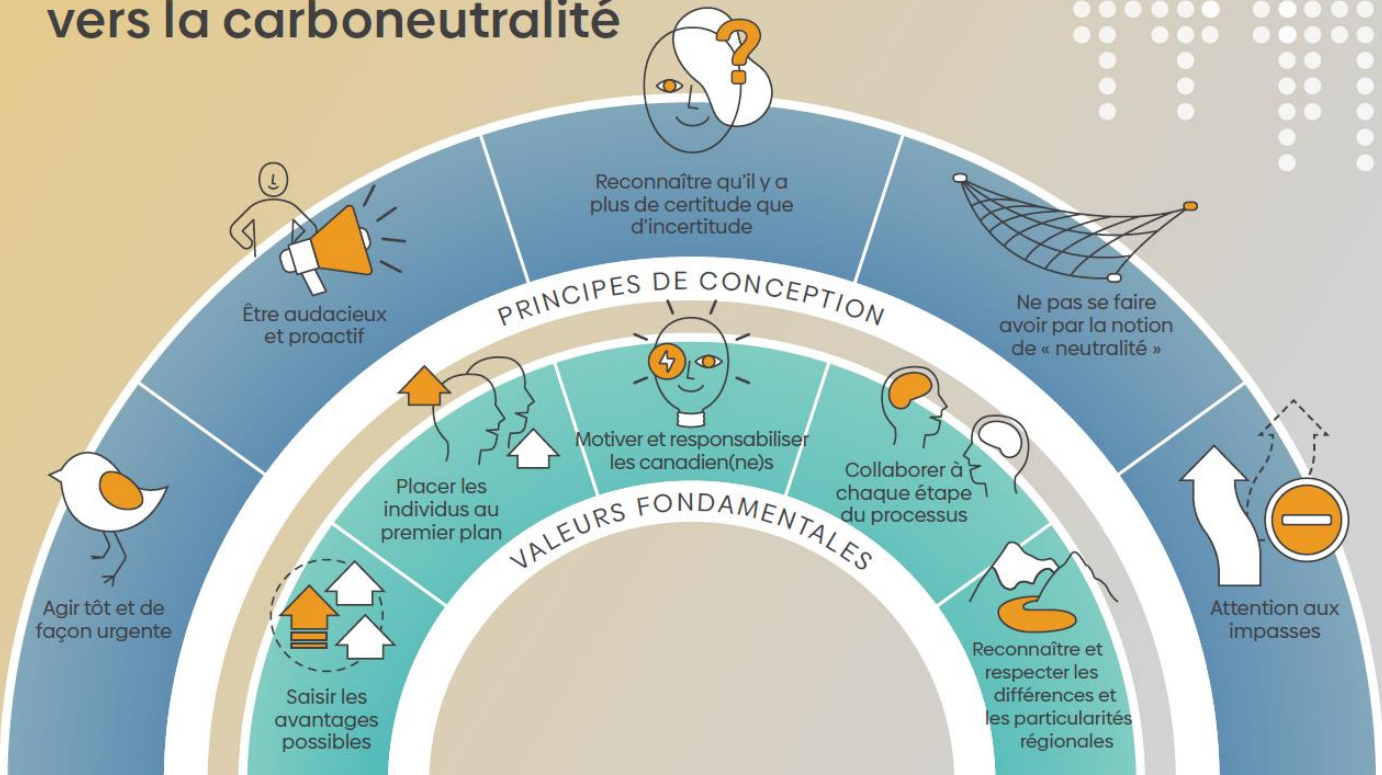 vers la carboneutralité
Agir tôt et de
façon urgente
Être audacieux
et proactif
Reconnaître qu'il y a
plus de certitude que
d'incertitude
Ne pas se faire
avoir par la notion
de « neutralité »
Attention aux
impasses
PRINCIPES DE CONCEPTION
Saisir les
avantages
possibles
Placer les
individus au
premier plan
Motiver et responsabiliser
les canadien(ne)s
Collaborer à
chaque étape
du processus
Reconnaître et
respecter les
différences et
les particularités
régionales
VALEURS FONDAMENTALES